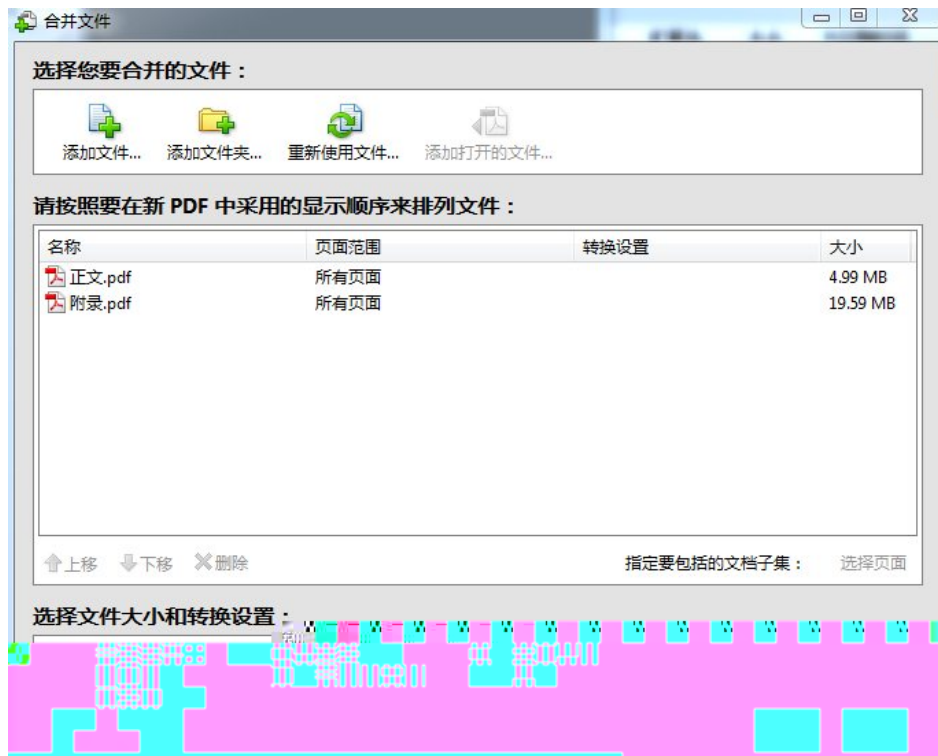 合并文件
选择您要合并的文件：
添加文件... 添加文件夹... 重新使用文件... 添加打开的文件...
请按照要在新 PDF 中采用的显示顺序来排列文件：
名称 页面范围 转换设置 大小
正文.pdf 所有页面 4.99 MB
附录.pdf 所有页面 19.59 MB
上移 下移 删除 指定要包括的文档子集： 选择页面
选择文件大小和转换设置：